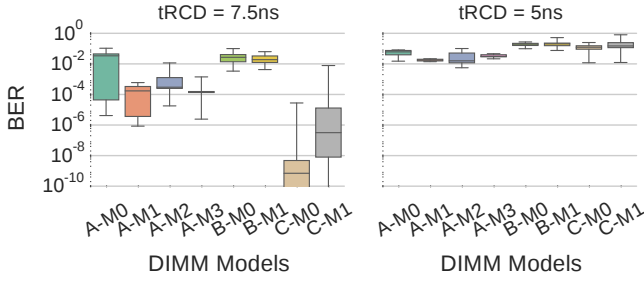 tRCD = 7.5ns
tRCD = 5ns
BER
10^0
10^-2
10^-4
10^-6
10^-8
10^-10
A-M0
A-M1
A-M2
A-M3
B-M0
B-M1
C-M0
C-M1
A-M0
A-M1
A-M2
A-M3
B-M0
B-M1
C-M0
C-M1
DIMM Models
DIMM Models